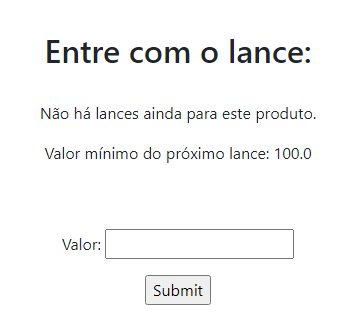 Entre com o lance:
Não há lances ainda para este produto.
Valor mínimo do próximo lance: 100.0
Valor:
Submit